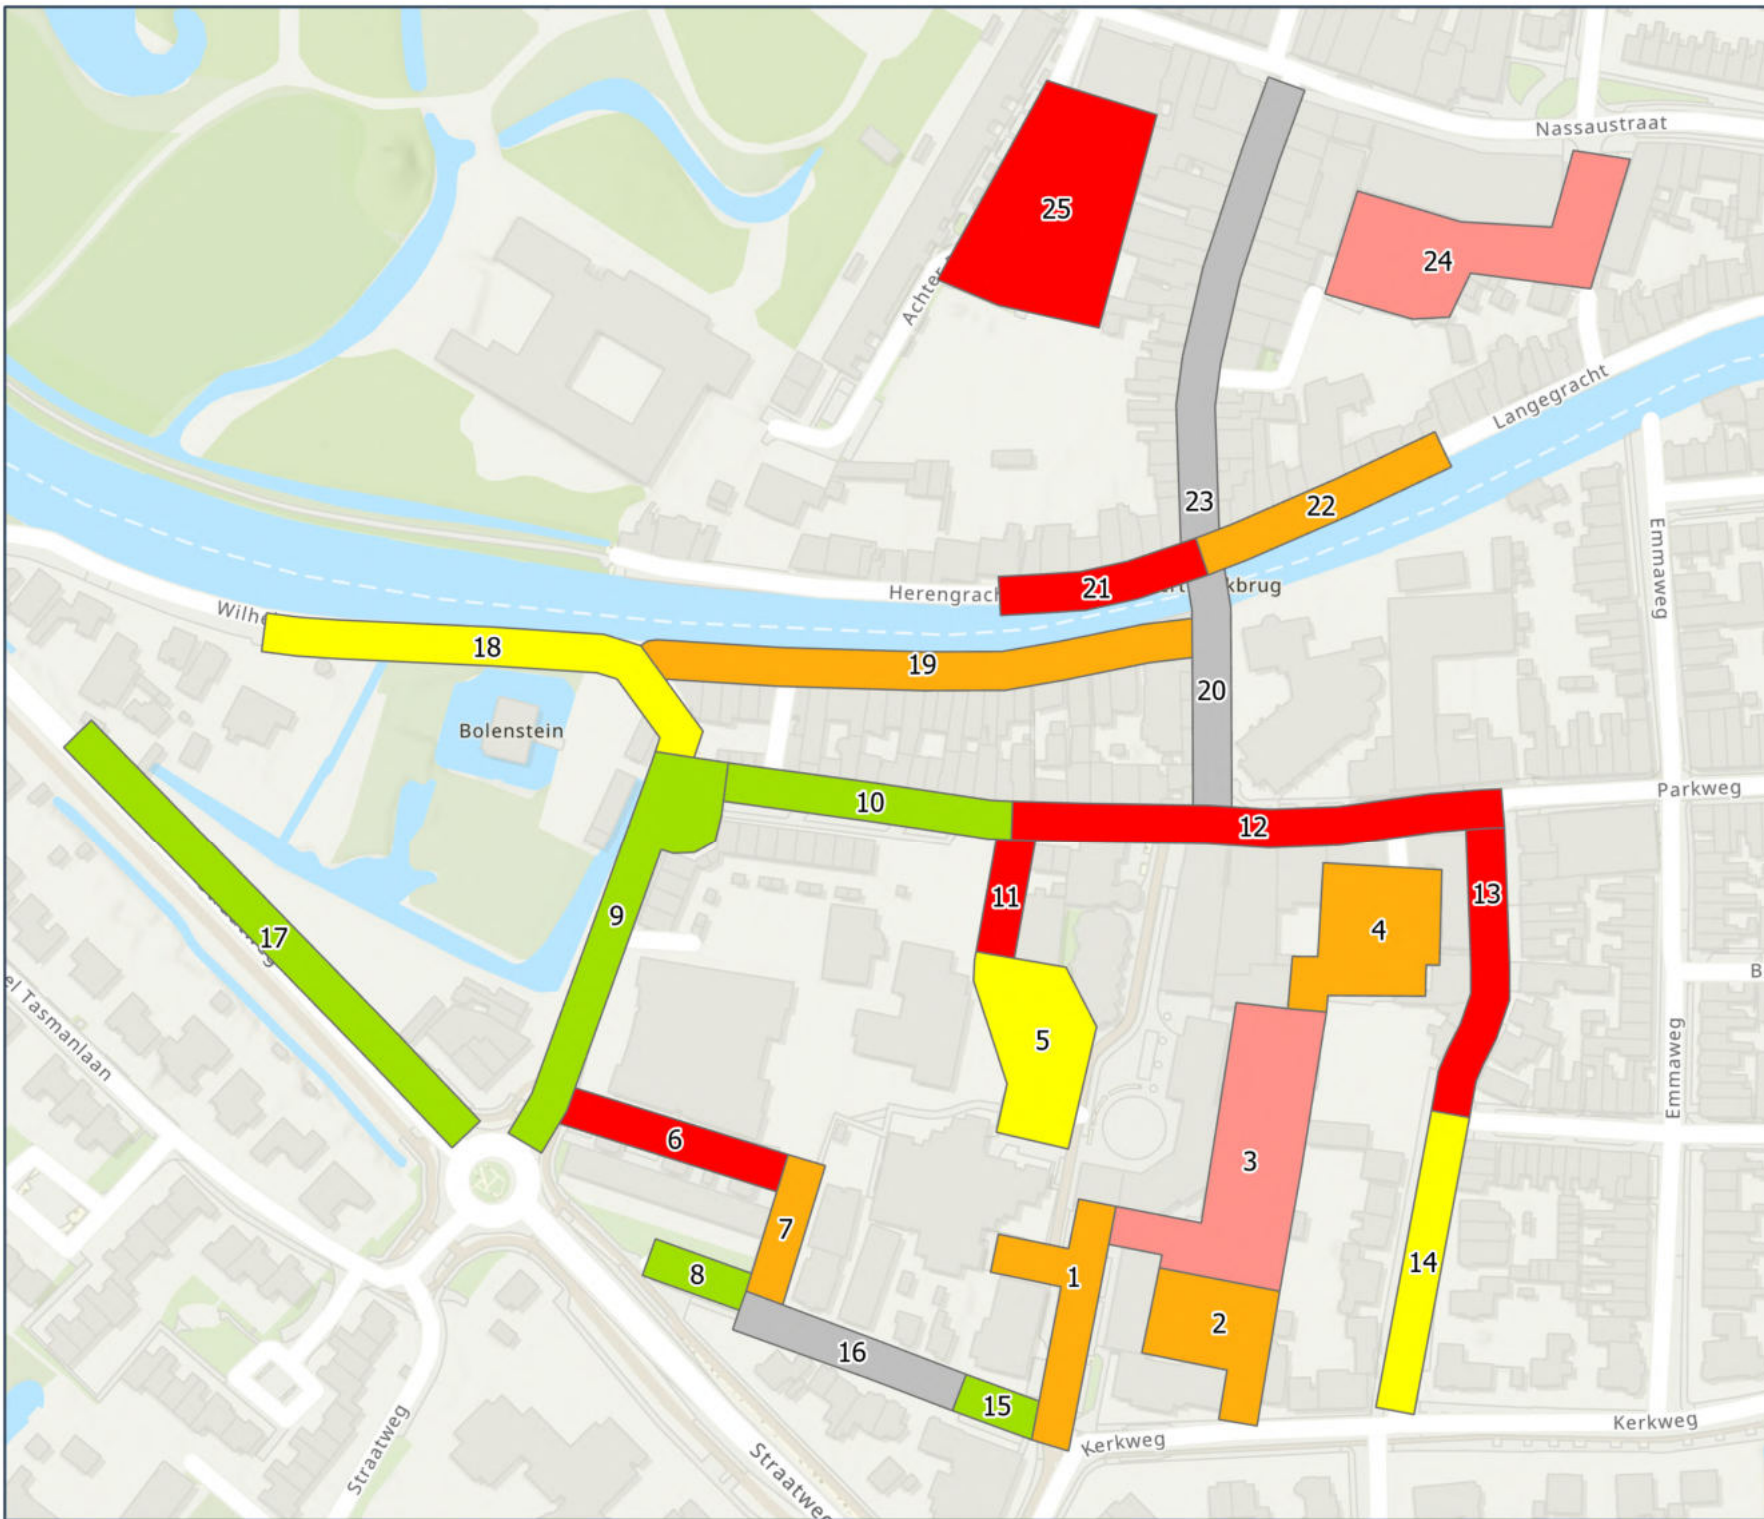 Nassaustraat
25
24
Achter
Langegracht
23
22
Emmaweg
Herengrach
21
kbrug
Wilhe
18
19
20
Bolenstein
Parkweg
10
12
11
13
9
4
17
B
el Tasmanlaan
5
Emmaweg
6
3
7
8
1
14
2
16
15
Straatweg
Kerkweg
Kerkweg
Straatweg